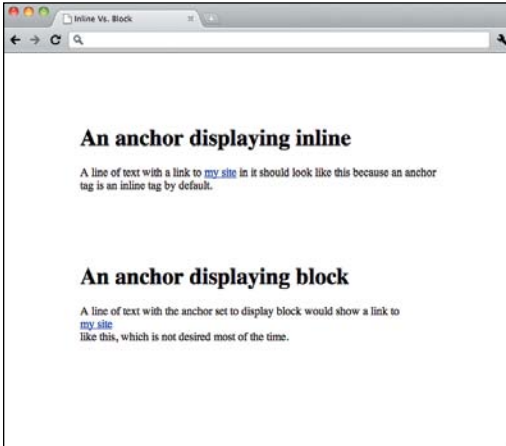 Inline Vs. Block
An anchor displaying inline
A line of text with a link to my site in it should look like this because an anchor
tag is an inline tag by default.
An anchor displaying block
A line of text with the anchor set to display block would show a link to
my site
like this, which is not desired most of the time.